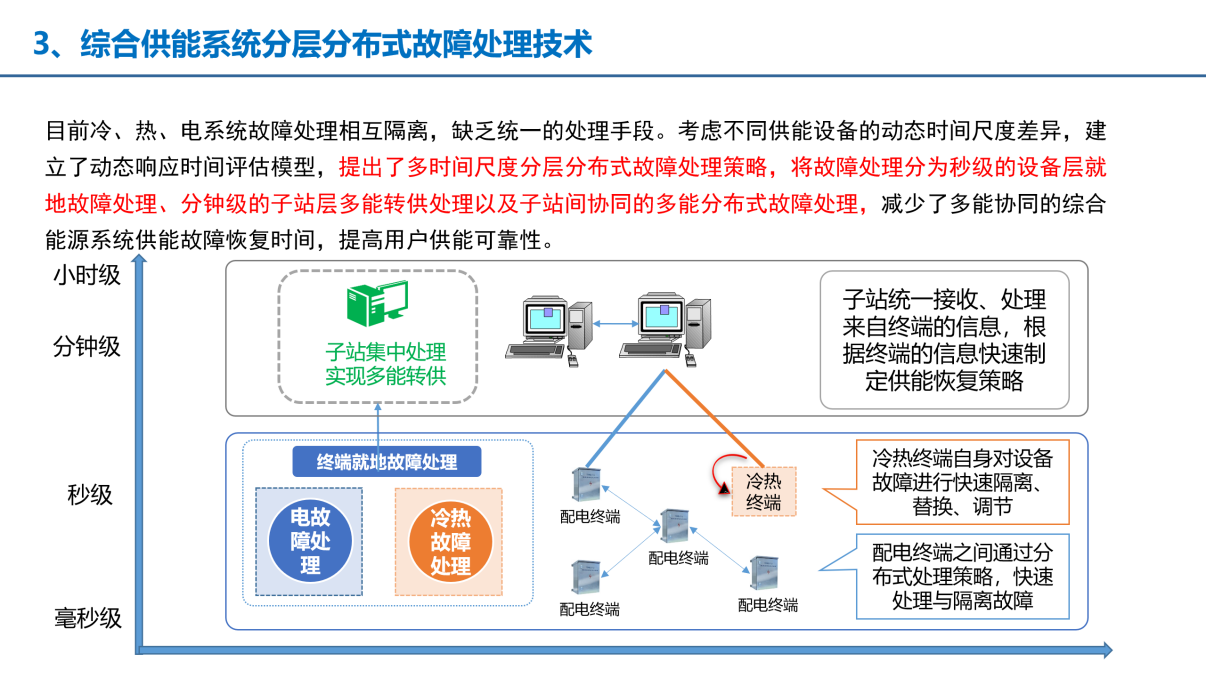 3、综合供能系统分层分布式故障处理技术
目前冷、热、电系统故障处理相互隔离，缺乏统一的处理手段。考虑不同供能设备的动态时间尺度差异，建
立了动态响应时间评估模型，提出了多时间尺度分层分布式故障处理策略，将故障处理分为秒级的设备层就
地故障处理、分钟级的子站层多能转供处理以及子站间协同的多能分布式故障处理，减少了多能协同的综合
能源系统供能故障恢复时间，提高用户供能可靠性。
小时级
分钟级
秒级
毫秒级
子站集中处理
实现多能转供
子站统一接收、处理
来自终端的信息，根
据终端的信息快速制
定供能恢复策略
终端就地故障处理
电故
障处
理
冷热
故障
处理
配电终端
配电终端
配电终端
配电终端
冷热
终端
冷热终端自身对设备
故障进行快速隔离、
替换、调节
配电终端之间通过分
布式处理策略，快速
处理与隔离故障